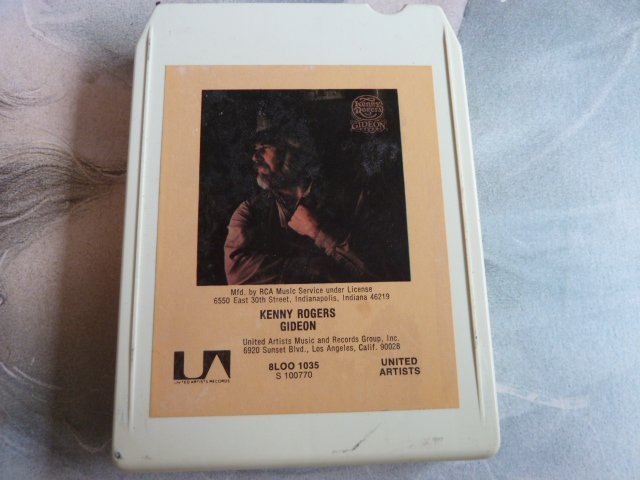 Kenny
Rogers
GIDEON
Mfd. by RCA Music Service under License
6550 East 30th Street, Indianapolis, Indiana 46219
KENNY ROGERS
GIDEON
United Artists Music and Records Group, Inc.
6920 Sunset Blvd., Los Angeles, Calif. 90028
UA
UNITED ARTISTS RECORDS
8LOO 1035
S 100770
UNITED
ARTISTS